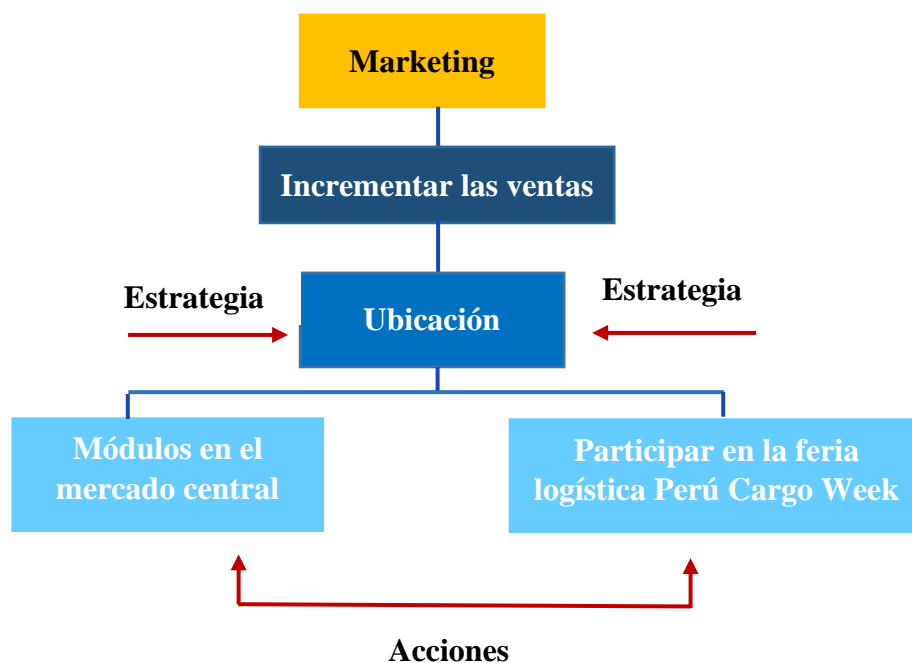 Marketing
Incrementar las ventas
Estrategia
Ubicación
Estrategia
Módulos en el
mercado central
Participar en la feria
logística Perú Cargo Week
Acciones